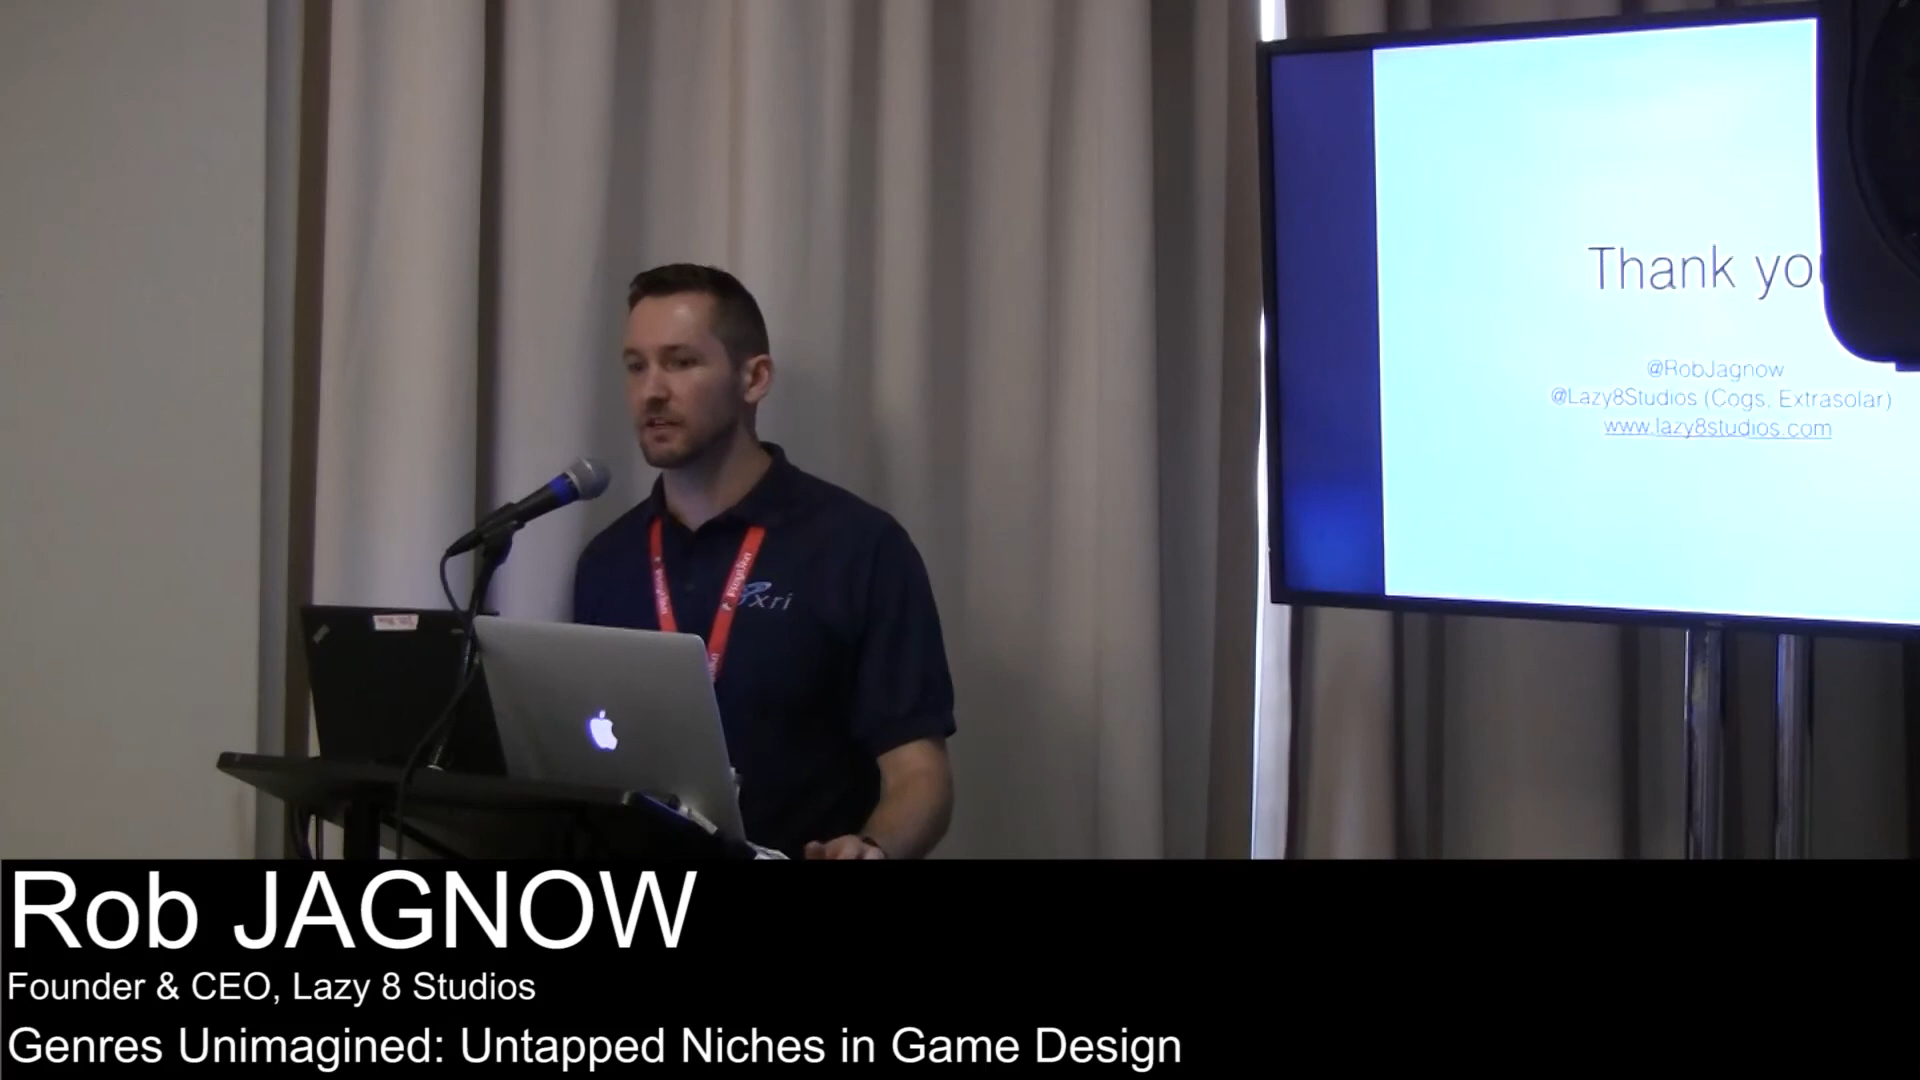 Thank yo
@RobJagnow
@Lazy8Studios (Cogs, Extrasolar)
www.lazy8studios.com
xri
Rob JAGNOW
Founder & CEO, Lazy 8 Studios
Genres Unimagined: Untapped Niches in Game Design